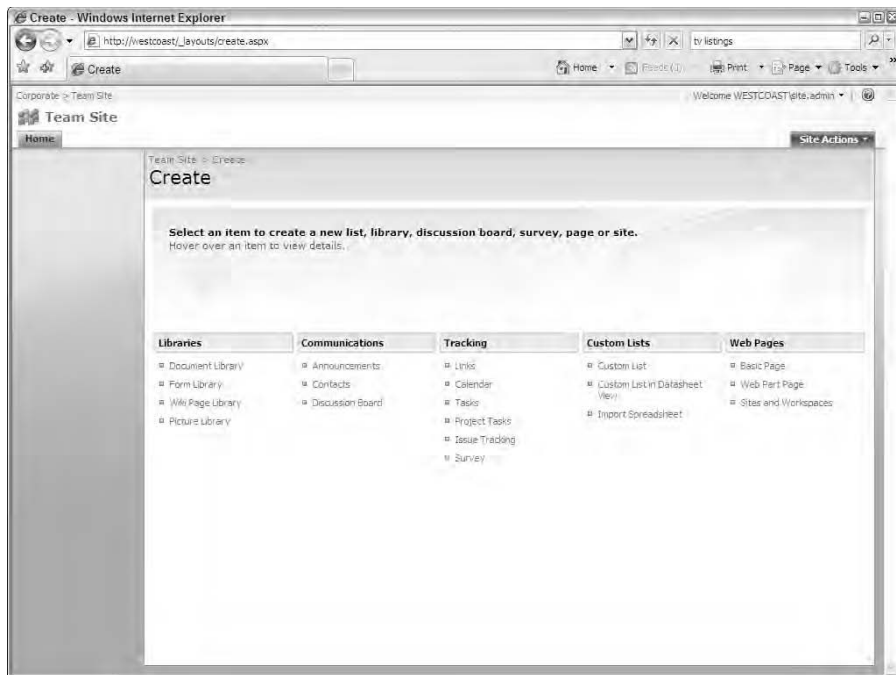 Create - Windows Internet Explorer
http://westcoast/_layouts/create.aspx
tv listings
Create
Home
Feeds (1)
Print
Page
Tools
Corporate > Team Site
Welcome WESTCOAST\site.admin
Team Site
Home
Site Actions
Team Site > Create
Create
Select an item to create a new list, library, discussion board, survey, page or site.
Hover over an item to view details.
Libraries
Document Library
Form Library
Wiki Page Library
Picture Library
Communications
Announcements
Contacts
Discussion Board
Tracking
Links
Calendar
Tasks
Project Tasks
Issue Tracking
Survey
Custom Lists
Custom List
Custom List in Datasheet
View
Import Spreadsheet
Web Pages
Basic Page
Web Part Page
Sites and Workspaces